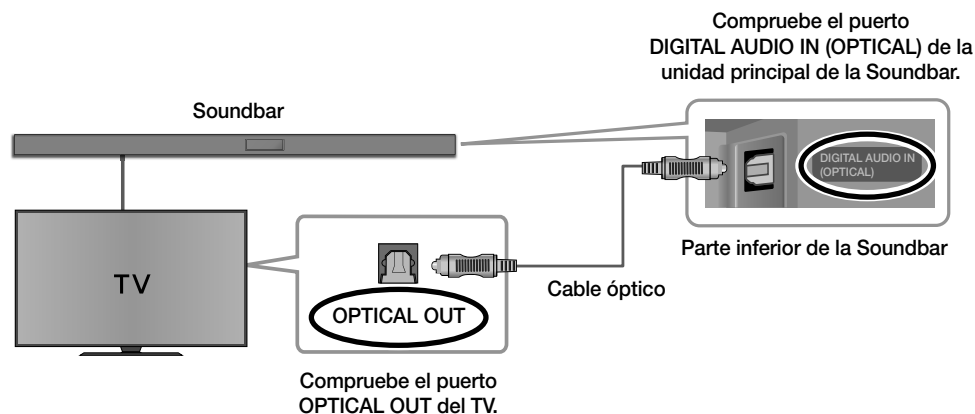 Compruebe el puerto
DIGITAL AUDIO IN (OPTICAL) de la
unidad principal de la Soundbar.
Soundbar
DIGITAL AUDIO IN
(OPTICAL)
Parte inferior de la Soundbar
TV
OPTICAL OUT
Cable óptico
Compruebe el puerto
OPTICAL OUT del TV.